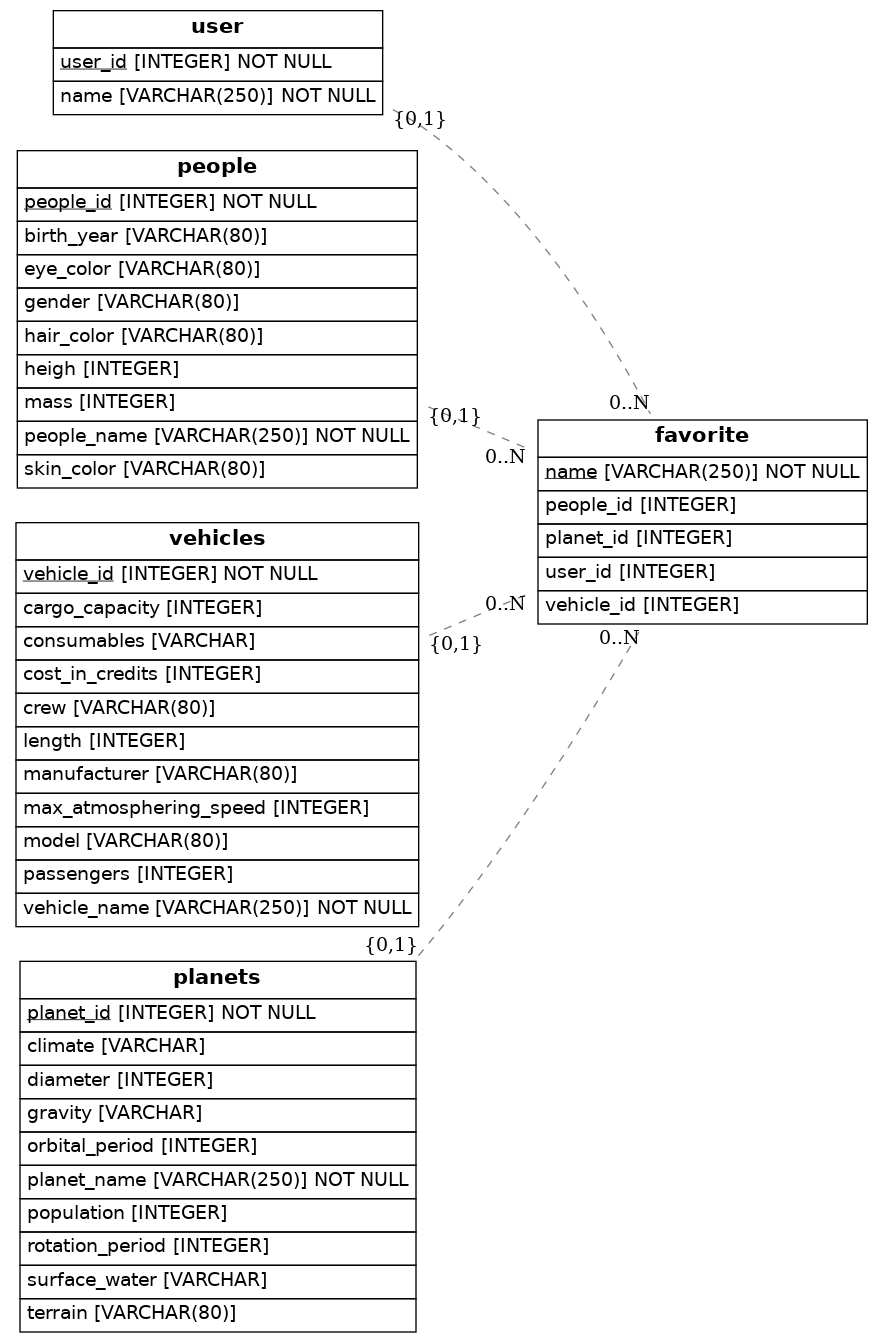 user
user_id [INTEGER] NOT NULL
name [VARCHAR(250)] NOT NULL
{0,1}
people
people_id [INTEGER] NOT NULL
birth_year [VARCHAR(80)]
eye_color [VARCHAR(80)]
gender [VARCHAR(80)]
hair_color [VARCHAR(80)]
heigh [INTEGER]
mass [INTEGER]
people_name [VARCHAR(250)] NOT NULL
skin_color [VARCHAR(80)]
{0,1}
0..N
0..N
favorite
name [VARCHAR(250)] NOT NULL
people_id [INTEGER]
planet_id [INTEGER]
user_id [INTEGER]
vehicle_id [INTEGER]
0..N
0..N
{0,1}
vehicles
vehicle_id [INTEGER] NOT NULL
cargo_capacity [INTEGER]
consumables [VARCHAR]
cost_in_credits [INTEGER]
crew [VARCHAR(80)]
length [INTEGER]
manufacturer [VARCHAR(80)]
max_atmosphering_speed [INTEGER]
model [VARCHAR(80)]
passengers [INTEGER]
vehicle_name [VARCHAR(250)] NOT NULL
{0,1}
planets
planet_id [INTEGER] NOT NULL
climate [VARCHAR]
diameter [INTEGER]
gravity [VARCHAR]
orbital_period [INTEGER]
planet_name [VARCHAR(250)] NOT NULL
population [INTEGER]
rotation_period [INTEGER]
surface_water [VARCHAR]
terrain [VARCHAR(80)]